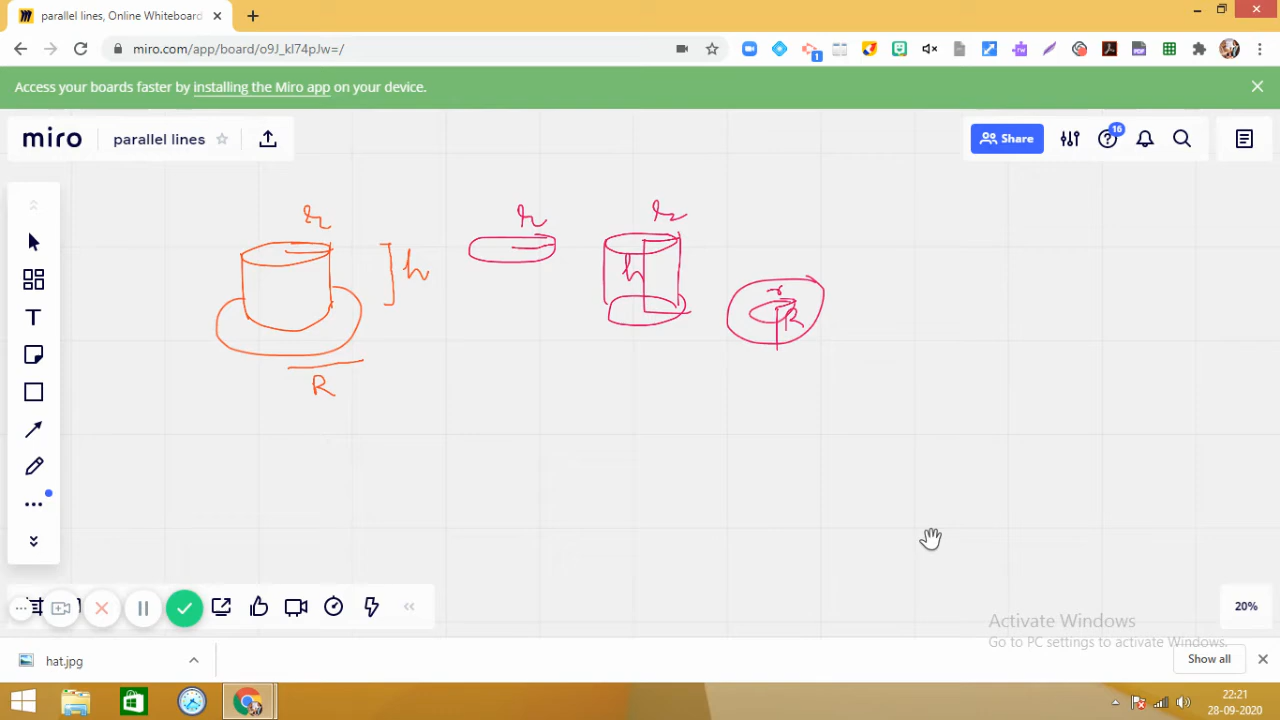 parallel lines, Online Whiteboard
miro.com/app/board/o9J_kl74pJw=/
1
Access your boards faster by installing the Miro app on your device.
miro
parallel lines
Share
16
r
h
R
r
r
h
r
R
T
20%
Activate Windows
Go to PC settings to activate Windows.
hat.jpg
Show all
22:21
28-09-2020